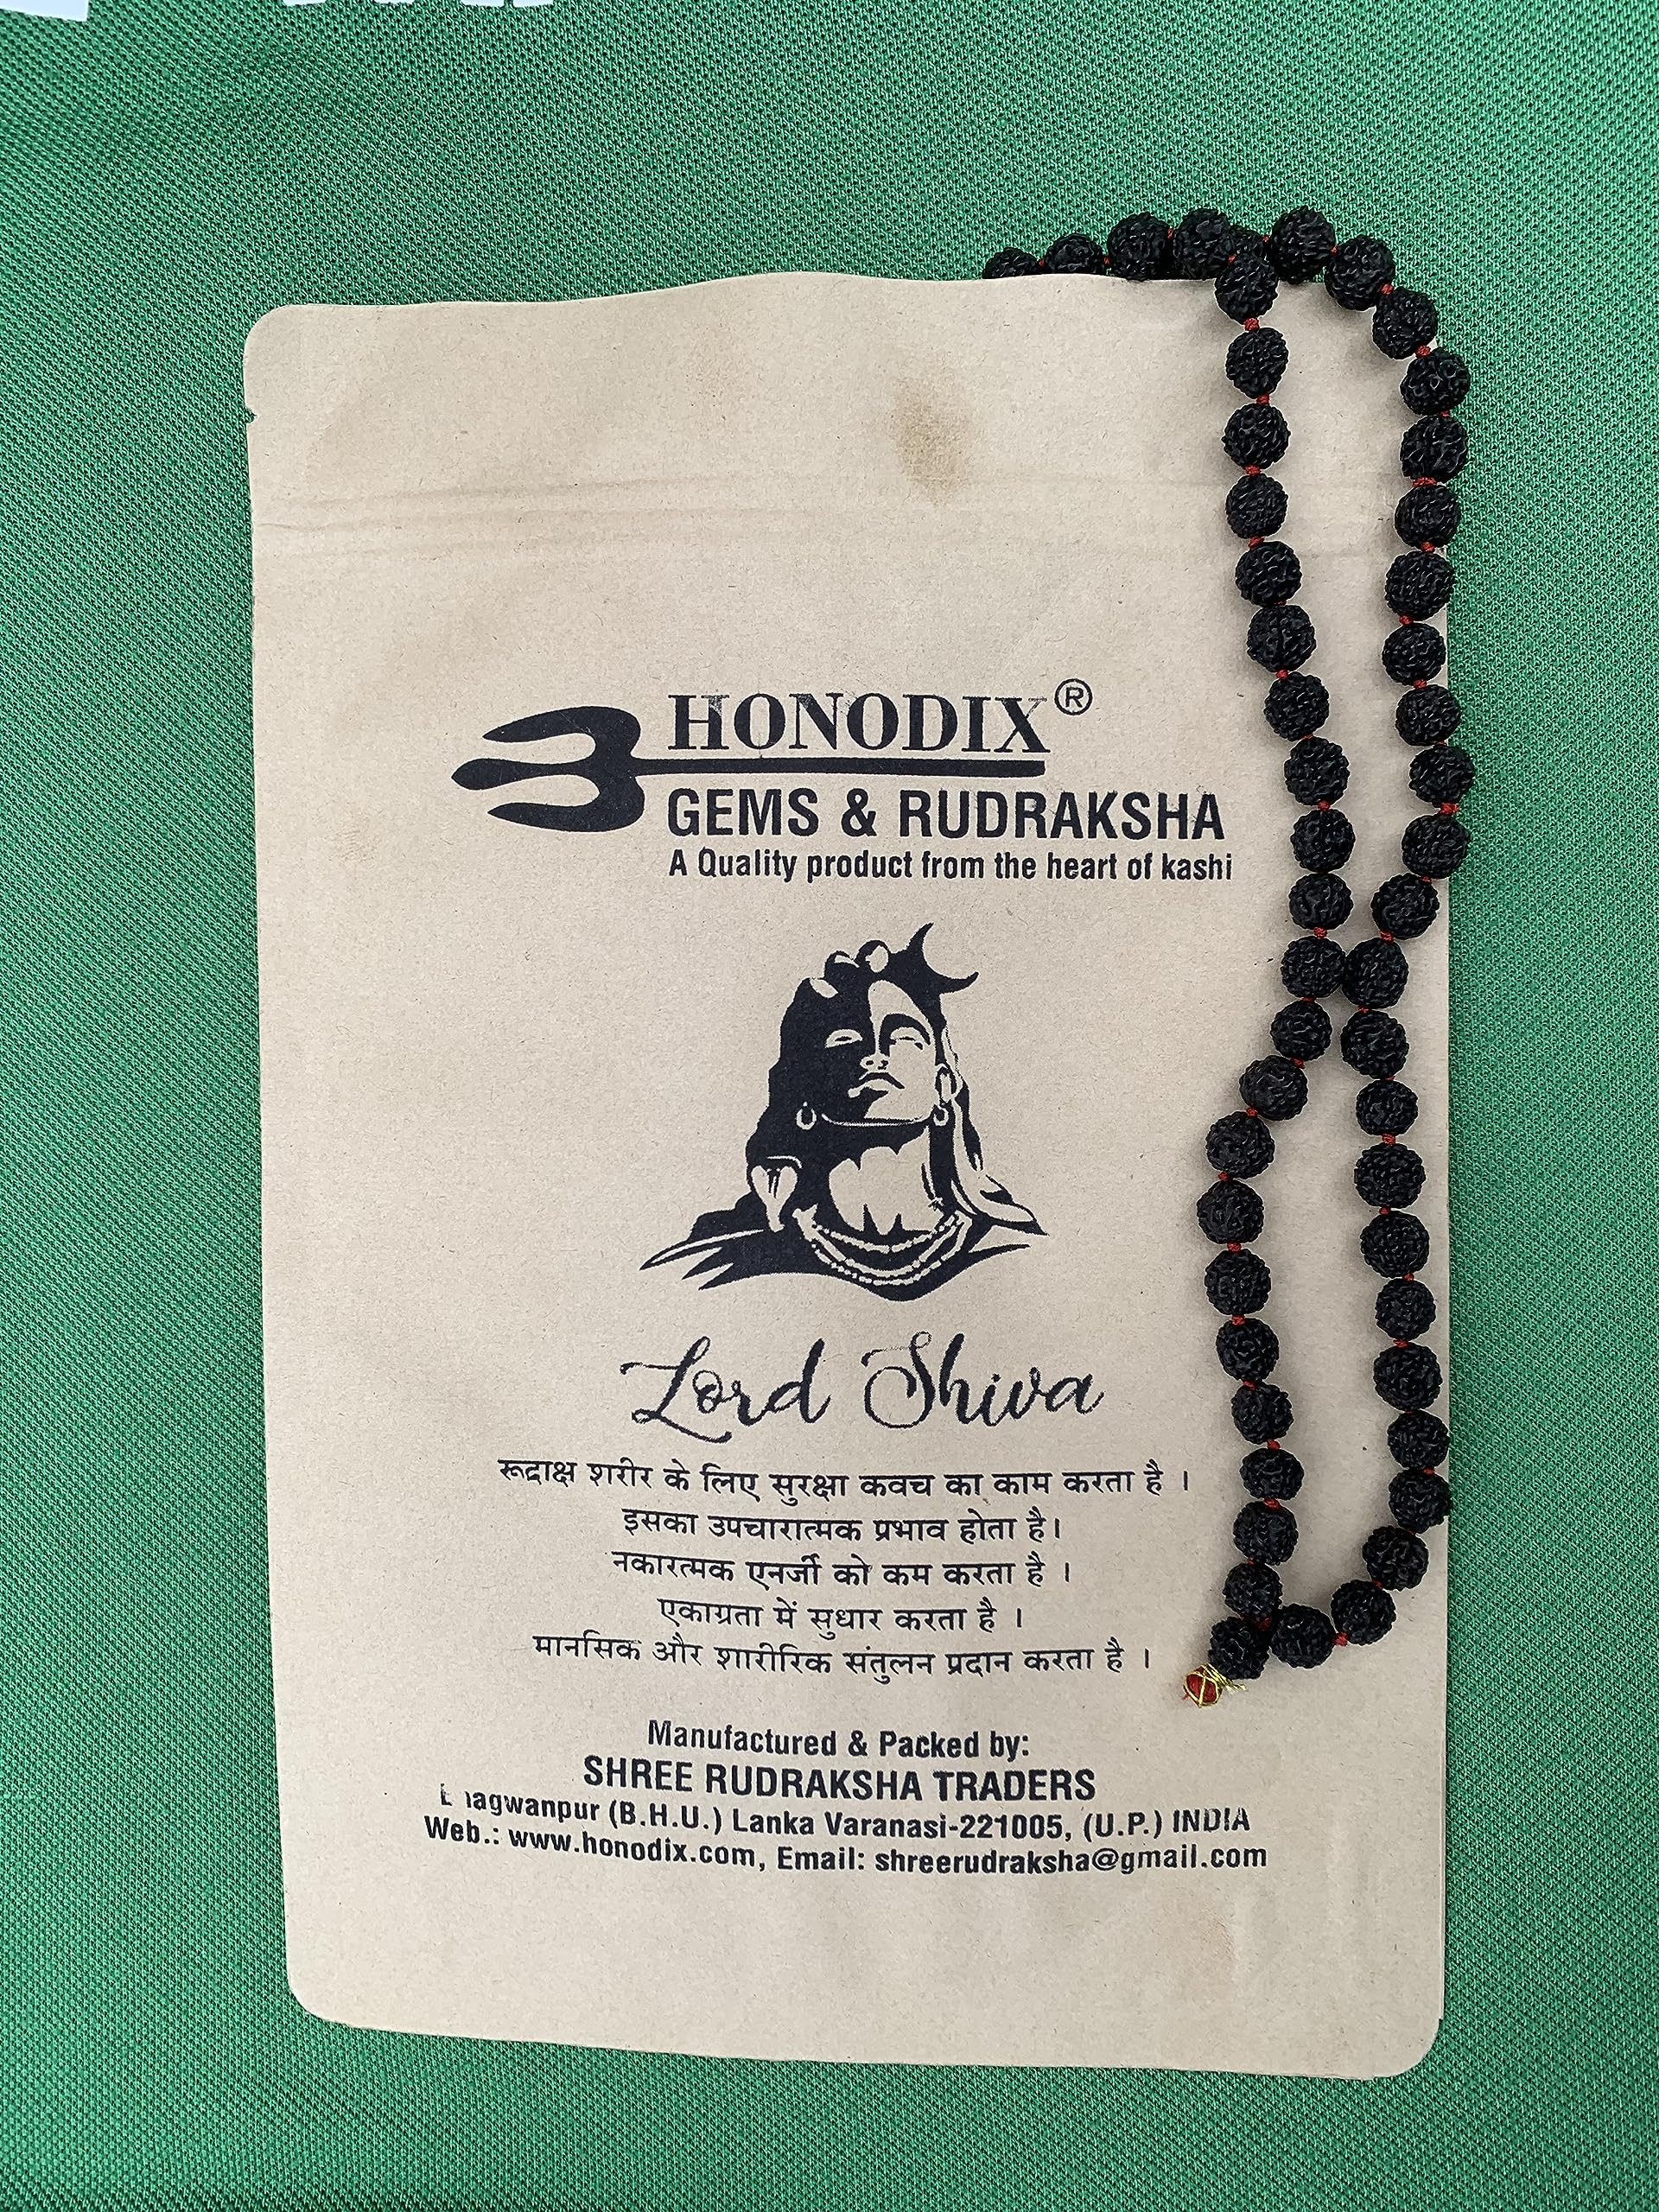 HONODIX®
GEMS & RUDRAKSHA
A Quality product from the heart of kashi
Lord Shiva
रूद्राक्ष शरीर के लिए सुरक्षा कवच का काम करता है ।
इसका उपचारात्मक प्रभाव होता है।
नकारत्मक एनर्जी को कम करता है ।
एकाग्रता में सुधार करता है ।
मानसिक और शारीरिक संतुलन प्रदान करता है ।
Manufactured & Packed by:
SHREE RUDRAKSHA TRADERS
(B.H.U.) Lanka Varanasi-221005, (U.P.) INDIA
Web.: www.honodix.com, Email: shreerudraksha@gmail.com